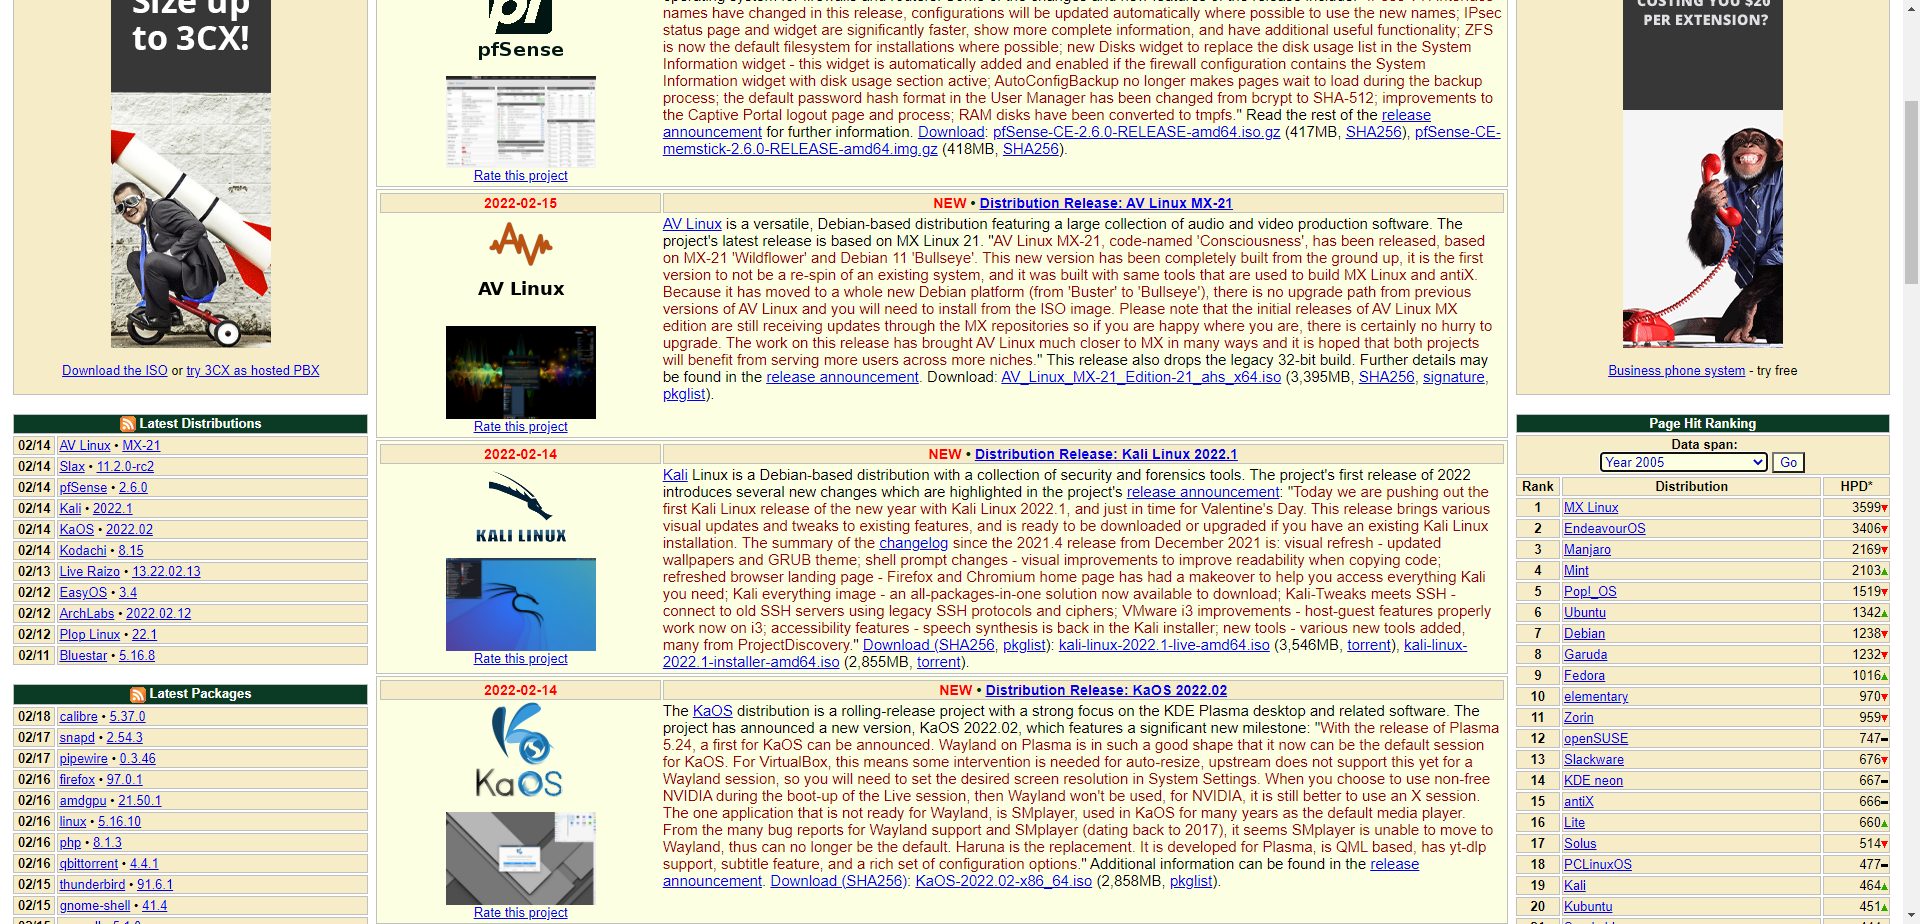 Size up
to 3CX!
Download the ISO or try 3CX as hosted PBX
Latest Distributions
02/14 AV Linux • MX-21
02/14 Slax • 11.2.0-rc2
02/14 pfSense • 2.6.0
02/14 Kali • 2022.1
02/14 KaOS • 2022.02
02/14 Kodachi • 8.15
02/13 Live Raizo • 13.22.02.13
02/12 EasyOS • 3.4
02/12 ArchLabs • 2022.02.12
02/12 Plop Linux • 22.1
02/11 Bluestar • 5.16.8
Latest Packages
02/18 calibre • 5.37.0
02/17 snapd • 2.54.3
02/17 pipewire • 0.3.46
02/16 firefox • 97.0.1
02/16 amdgpu • 21.50.1
02/16 linux • 5.16.10
02/16 php • 8.1.3
02/16 qbittorrent • 4.4.1
02/15 thunderbird • 91.6.1
02/15 gnome-shell • 41.4
pfSense
Rate this project
names have changed in this release, configurations will be updated automatically where possible to use the new names; IPsec
status page and widget are significantly faster, show more complete information, and have additional useful functionality; ZFS
is now the default filesystem for installations where possible; new Disks widget to replace the disk usage list in the System
Information widget - this widget is automatically added and enabled if the firewall configuration contains the System
Information widget with disk usage section active; AutoConfigBackup no longer makes pages wait to load during the backup
process; the default password hash format in the User Manager has been changed from bcrypt to SHA-512; improvements to
the Captive Portal logout page and process; RAM disks have been converted to tmpfs." Read the rest of the release
announcement for further information. Download: pfSense-CE-2.6.0-RELEASE-amd64.iso.gz (417MB, SHA256), pfSense-CE-
memstick-2.6.0-RELEASE-amd64.img.gz (418MB, SHA256).
2022-02-15
NEW • Distribution Release: AV Linux MX-21
AV Linux
Rate this project
AV Linux is a versatile, Debian-based distribution featuring a large collection of audio and video production software. The
project's latest release is based on MX Linux 21. "AV Linux MX-21, code-named 'Consciousness', has been released, based
on MX-21 'Wildflower' and Debian 11 'Bullseye'. This new version has been completely built from the ground up, it is the first
version to not be a re-spin of an existing system, and it was built with same tools that are used to build MX Linux and antiX.
Because it has moved to a whole new Debian platform (from 'Buster' to 'Bullseye'), there is no upgrade path from previous
versions of AV Linux and you will need to install from the ISO image. Please note that the initial releases of AV Linux MX
edition are still receiving updates through the MX repositories so if you are happy where you are, there is certainly no hurry to
upgrade. The work on this release has brought AV Linux much closer to MX in many ways and it is hoped that both projects
will benefit from serving more users across more niches." This release also drops the legacy 32-bit build. Further details may
be found in the release announcement. Download: AV_Linux_MX-21_Edition-21_ahs_x64.iso (3,395MB, SHA256, signature,
pkglist).
2022-02-14
NEW • Distribution Release: Kali Linux 2022.1
KALI LINUX
Rate this project
Kali Linux is a Debian-based distribution with a collection of security and forensics tools. The project's first release of 2022
introduces several new changes which are highlighted in the project's release announcement: "Today we are pushing out the
first Kali Linux release of the new year with Kali Linux 2022.1, and just in time for Valentine's Day. This release brings various
visual updates and tweaks to existing features, and is ready to be downloaded or upgraded if you have an existing Kali Linux
installation. The summary of the changelog since the 2021.4 release from December 2021 is: visual refresh - updated
wallpapers and GRUB theme; shell prompt changes - visual improvements to improve readability when copying code;
refreshed browser landing page - Firefox and Chromium home page has had a makeover to help you access everything Kali
you need; Kali everything image - an all-packages-in-one solution now available to download; Kali-Tweaks meets SSH -
connect to old SSH servers using legacy SSH protocols and ciphers; VMware i3 improvements - host-guest features properly
work now on i3; accessibility features - speech synthesis is back in the Kali installer; new tools - various new tools added,
many from ProjectDiscovery." Download (SHA256, pkglist): kali-linux-2022.1-live-amd64.iso (3,546MB, torrent), kali-linux-
2022.1-installer-amd64.iso (2,855MB, torrent).
2022-02-14
NEW • Distribution Release: KaOS 2022.02
KaOS
Rate this project
The KaOS distribution is a rolling-release project with a strong focus on the KDE Plasma desktop and related software. The
project has announced a new version, KaOS 2022.02, which features a significant new milestone: "With the release of Plasma
5.24, a first for KaOS can be announced. Wayland on Plasma is in such a good shape that it now can be the default session
for KaOS. For VirtualBox, this means some intervention is needed for auto-resize, upstream does not support this yet for a
Wayland session, so you will need to set the desired screen resolution in System Settings. When you choose to use non-free
NVIDIA during the boot-up of the Live session, then Wayland won't be used, for NVIDIA, it is still better to use an X session.
The one application that is not ready for Wayland, is SMplayer, used in KaOS for many years as the default media player.
From the many bug reports for Wayland support and SMplayer (dating back to 2017), it seems SMplayer is unable to move to
Wayland, thus can no longer be the default. Haruna is the replacement. It is developed for Plasma, is QML based, has yt-dlp
support, subtitle feature, and a rich set of configuration options." Additional information can be found in the release
announcement. Download (SHA256): KaOS-2022.02-x86_64.iso (2,858MB, pkglist).
COSTING YOU $20
PER EXTENSION?
Business phone system - try free
Page Hit Ranking
Data span:
Year 2005 Go
Rank Distribution HPD*
1 MX Linux 3599
2 EndeavourOS 3406
3 Manjaro 2169
4 Mint 2103
5 Pop!_OS 1519
6 Ubuntu 1342
7 Debian 1238
8 Garuda 1232
9 Fedora 1016
10 elementary 970
11 Zorin 959
12 openSUSE 747
13 Slackware 676
14 KDE neon 667
15 antiX 666
16 Lite 660
17 Solus 514
18 PCLinuxOS 477
19 Kali 464
20 Kubuntu 451